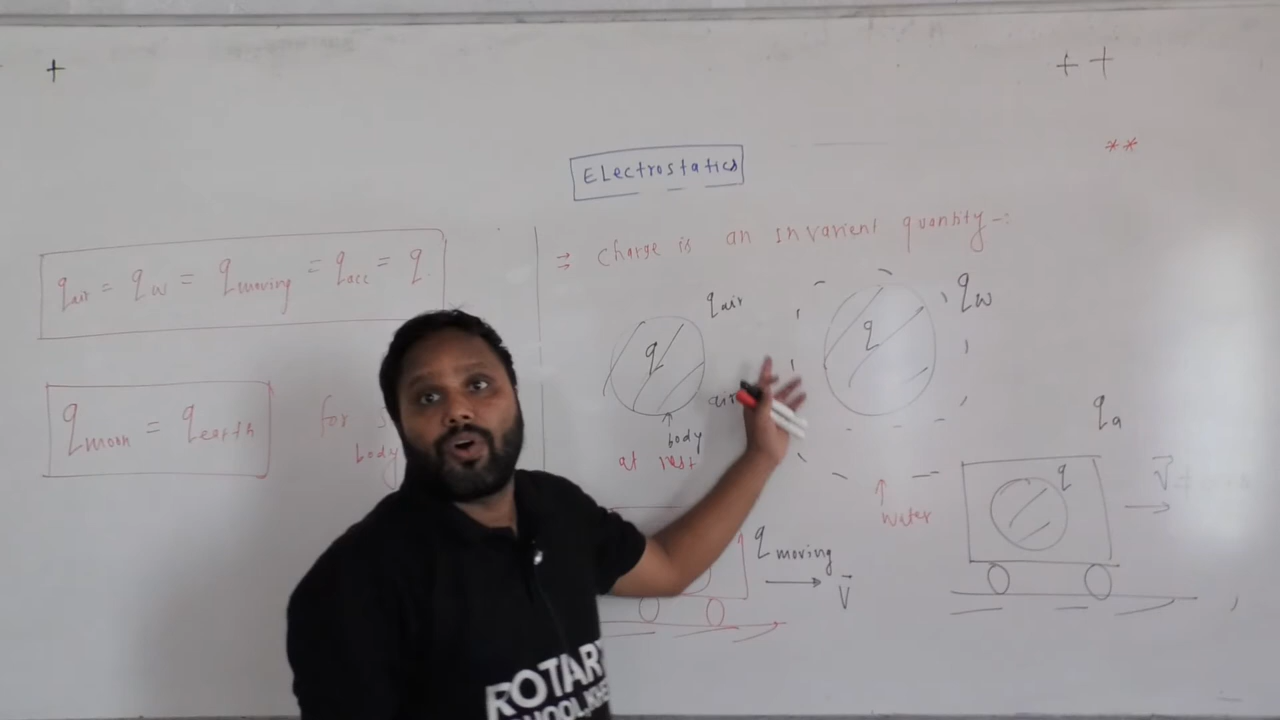 +
++
**
ELectrostatics
⇒ charge is an invarient quantity -:
q air = q w = q moving = q acc = q.
q moon = q earth
for
body
q
q air
air
body
at rest
q
q w
water
q moving
V
q a
q
V
ROTARY